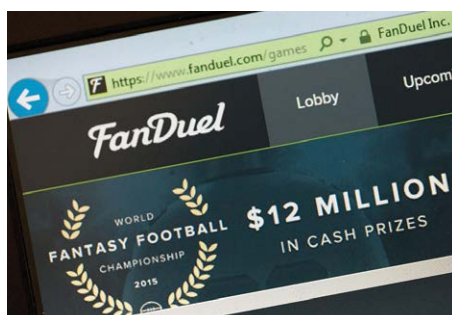 https://www.fanduel.com/games FanDuel Inc.
FanDuel Lobby Upcom
WORLD
FANTASY FOOTBALL
CHAMPIONSHIP
2015
$12 MILLION
IN CASH PRIZES